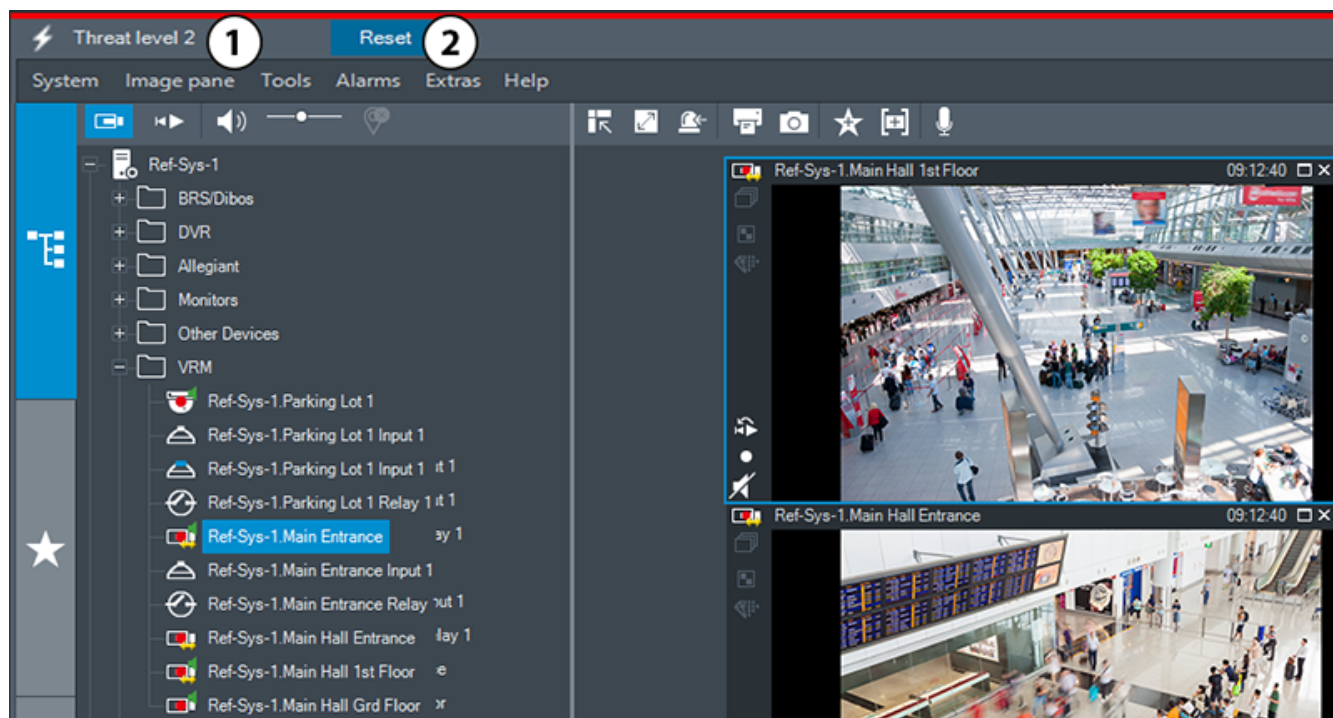 Threat level 2
1
Reset
2
System Image pane Tools Alarms Extras Help
Ref-Sys-1
BRS/Dibos
DVR
Allegiant
Monitors
Other Devices
VRM
Ref-Sys-1.Parking Lot 1
Ref-Sys-1.Parking Lot 1 Input 1
Ref-Sys-1.Parking Lot 1 Input 1
Ref-Sys-1.Parking Lot 1 Relay 1
Ref-Sys-1.Main Entrance
Ref-Sys-1.Main Entrance Input 1
Ref-Sys-1.Main Entrance Relay
Ref-Sys-1.Main Hall Entrance
Ref-Sys-1.Main Hall 1st Floor
Ref-Sys-1.Main Hall Grd Floor
Ref-Sys-1.Main Hall 1st Floor 09:12:40
Ref-Sys-1.Main Hall Entrance 09:12:40